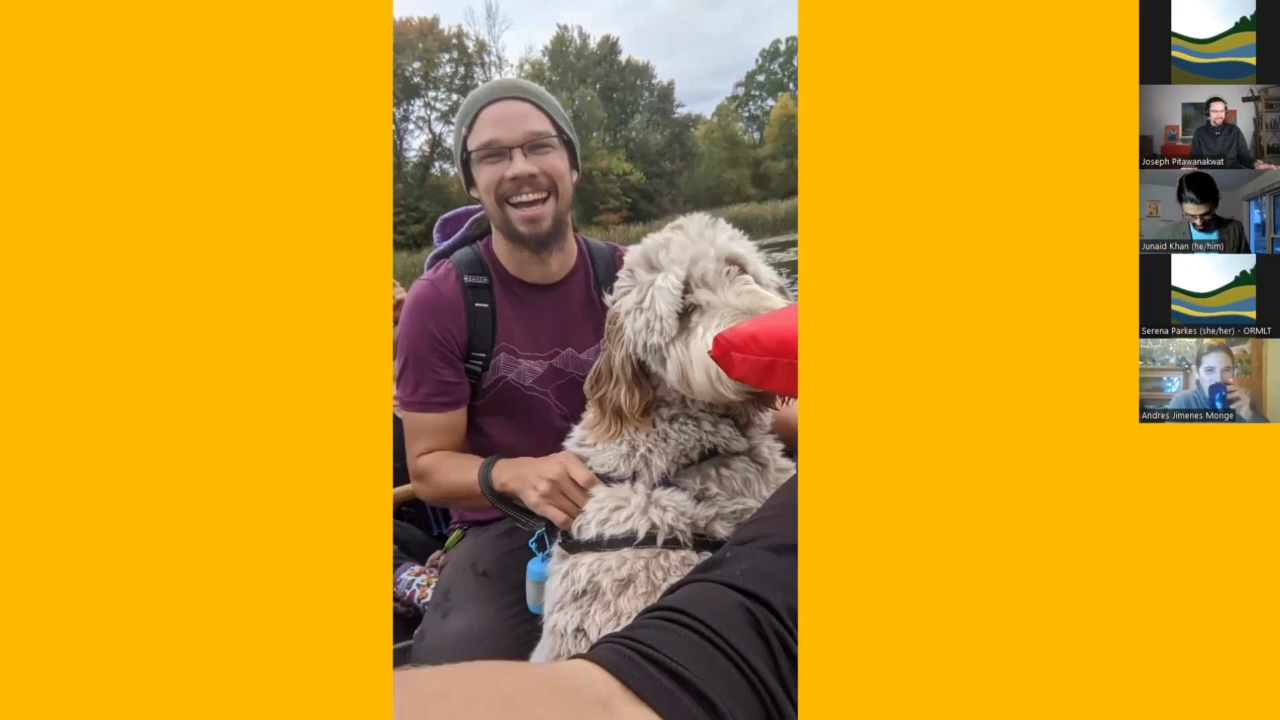 Joseph Pitawanakwat
Junaid Khan (he/him)
Serena Parkes (she/her) - ORMLT
Andres Jimenes Monge